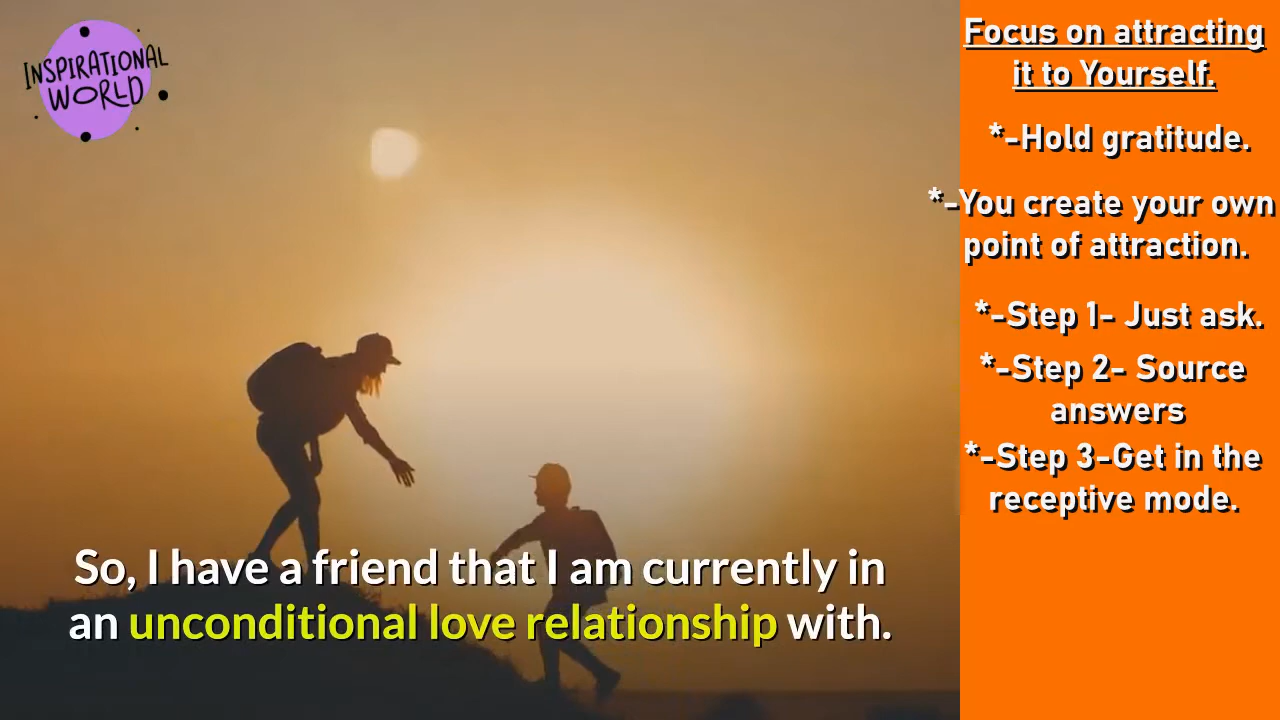 INSPIRATIONAL
WORLD
Focus on attracting
it to Yourself.
*-Hold gratitude.
*-You create your own
point of attraction.
*-Step 1- Just ask.
*-Step 2- Source
answers
*-Step 3-Get in the
receptive mode.
So, I have a friend that I am currently in
an unconditional love relationship with.